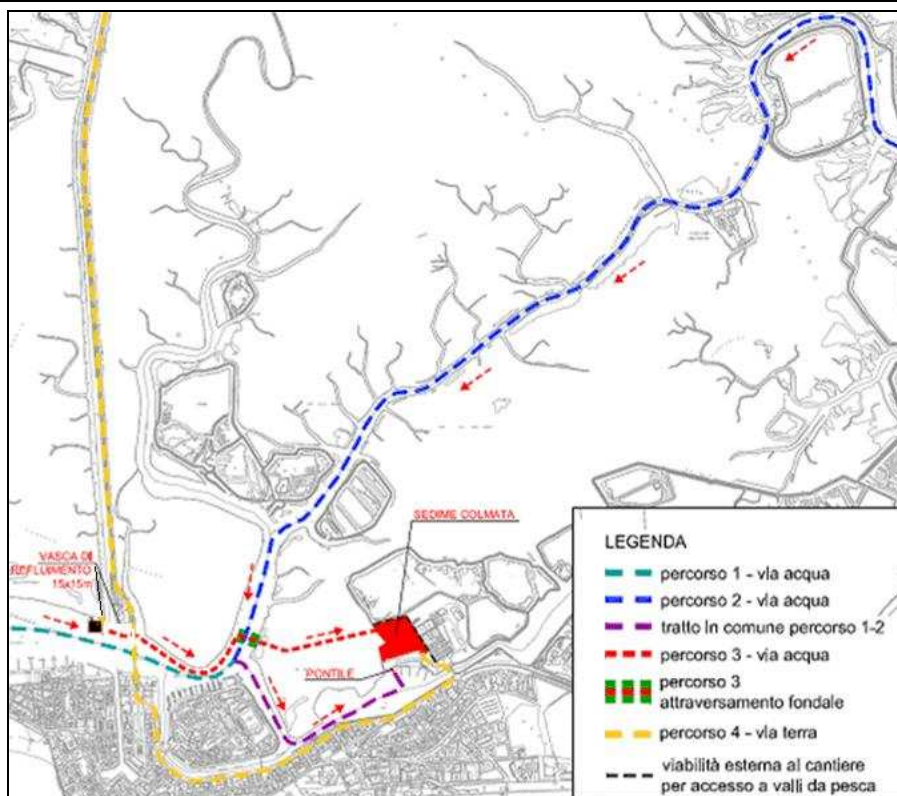 SEDIME COLMATA
VASCA DI
REFLUIMENTO
15x15m
PONTILE
LEGENDA
percorso 1 - via acqua
percorso 2 - via acqua
tratto In comune percorso 1-2
percorso 3 - via acqua
percorso 3
attraversamento fondale
percorso 4 - via terra
viabilità esterna al cantiere
per accesso a valli da pesca